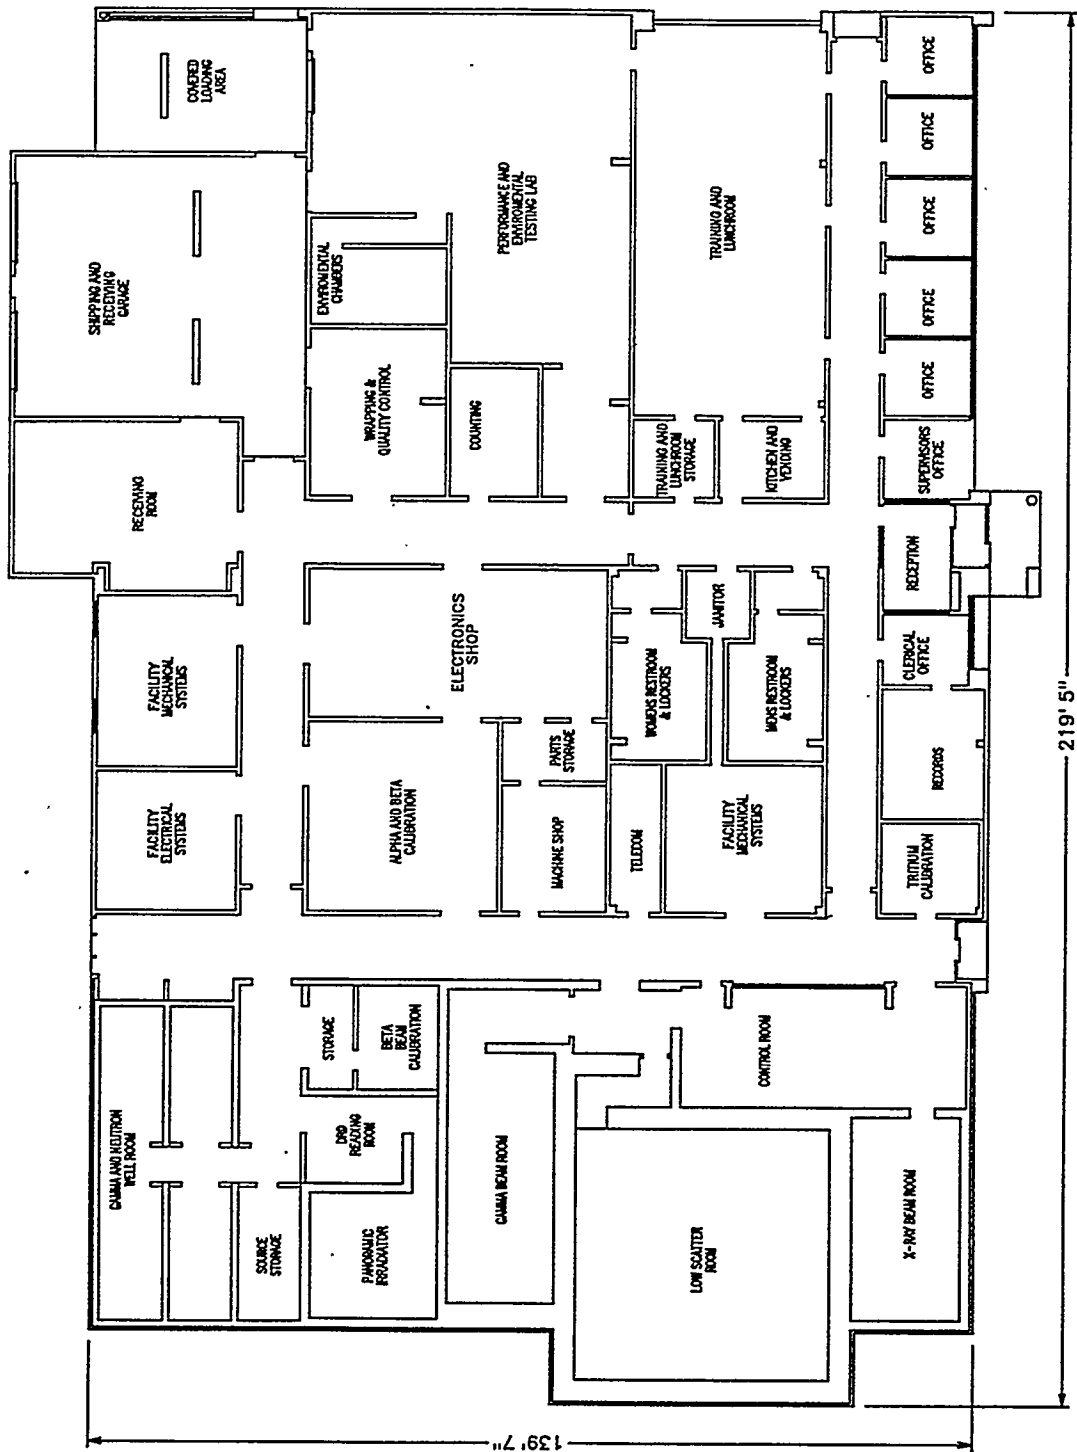 COVERED
LOADING
AREA
SHIPPING AND
RECEIVING
GARAGE
RECEIVING
ROOM
FACILITY
MECHANICAL
SYSTEMS
FACILITY
ELECTRICAL
SYSTEMS
GAMMA AND NEUTRON
WELL ROOM
SOURCE
STORAGE
ENVIROMENTAL
CHAMBERS
WRAPPING &
QUALITY CONTROL
COUNTING
PERFORMANCE AND
ENVIROMENTAL
TESTING LAB
ELECTRONICS
SHOP
ALPHA AND BETA
CALIBRATION
PARTS
STORAGE
MACHINE SHOP
STORAGE
BETA
BEAM
CALIBRATION
DRD
READING
ROOM
PANORAMIC
IRRADIATOR
TRAINING AND
LUNCHROOM
TRAINING AND
LUNCHROOM
STORAGE
KITCHEN AND
VENDING
JANITOR
WOMENS RESTROOM
& LOCKERS
MENS RESTROOM
& LOCKERS
TELECOM
FACILITY
MECHANICAL
SYSTEMS
GAMMA BEAM ROOM
LOW SCATTER
ROOM
CONTROL ROOM
X-RAY BEAM ROOM
OFFICE
OFFICE
OFFICE
OFFICE
OFFICE
SUPERVISORS
OFFICE
RECEPTION
CLERICAL
OFFICE
RECORDS
TRITIUM
CALIBRATION
219' 5"
139' 7"